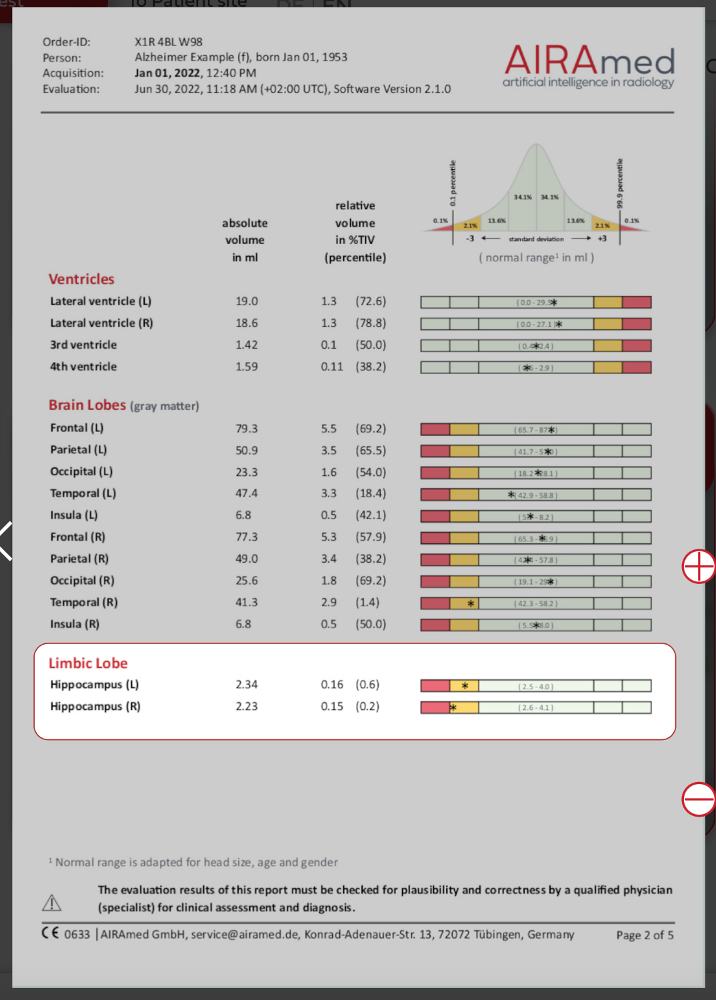 To Patient site DE | EN
Order-ID: X1R 4BL W98
Person: Alzheimer Example (f), born Jan 01, 1953
Acquisition: Jan 01, 2022, 12:40 PM
Evaluation: Jun 30, 2022, 11:18 AM (+02:00 UTC), Software Version 2.1.0
AIRAmed
artificial intelligence in radiology
absolute volume in ml
relative volume in %TIV (percentile)
0.1 percentile
99.9 percentile
34.1% 34.1%
0.1% 2.1% 13.6% 13.6% 2.1% 0.1%
-3 standard deviation +3
( normal range¹ in ml )
Ventricles
Lateral ventricle (L) 19.0 1.3 (72.6) ( 0.0 - 29.5
Lateral ventricle (R) 18.6 1.3 (78.8) ( 0.0 - 27.1 )
3rd ventricle 1.42 0.1 (50.0) ( 0.4 2.4 )
4th ventricle 1.59 0.11 (38.2) - 2.9 )
Brain Lobes (gray matter)
Frontal (L) 79.3 5.5 (69.2) ( 65.7 - 87 )
Parietal (L) 50.9 3.5 (65.5) ( 41.7 - 5 )
Occipital (L) 23.3 1.6 (54.0) ( 18.2 28.1 )
Temporal (L) 47.4 3.3 (18.4) ( 42.9 - 58.8 )
Insula (L) 6.8 0.5 (42.1) ( 5 - 8.2 )
Frontal (R) 77.3 5.3 (57.9) ( 65.3 - .9 )
Parietal (R) 49.0 3.4 (38.2) ( 42 - 57.8 )
Occipital (R) 25.6 1.8 (69.2) ( 19.1 - 29 )
Temporal (R) 41.3 2.9 (1.4) ( 42.3 - 58.2 )
Insula (R) 6.8 0.5 (50.0) ( 5.5 8.0 )
Limbic Lobe
Hippocampus (L) 2.34 0.16 (0.6) ( 2.5 - 4.0 )
Hippocampus (R) 2.23 0.15 (0.2) ( 2.6 - 4.1 )
¹ Normal range is adapted for head size, age and gender
The evaluation results of this report must be checked for plausibility and correctness by a qualified physician
(specialist) for clinical assessment and diagnosis.
CE 0633 | AIRAmed GmbH, service@airamed.de, Konrad-Adenauer-Str. 13, 72072 Tübingen, Germany Page 2 of 5